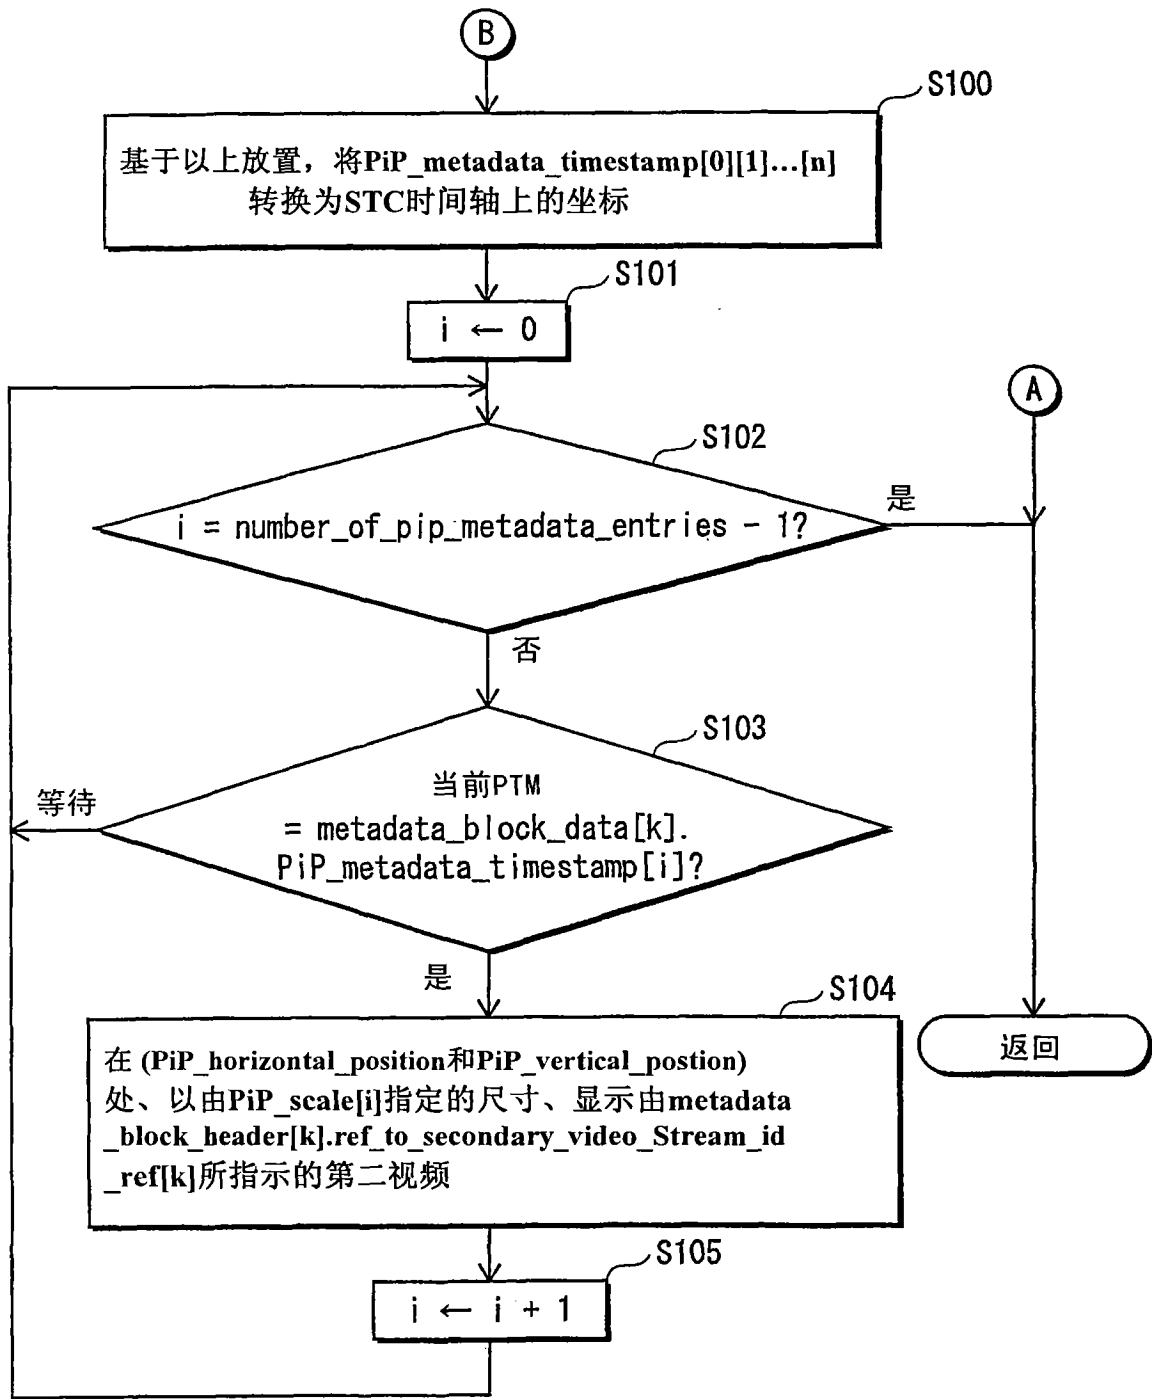 B
S100
基于以上放置，将PiP_metadata_timestamp[0][1]...[n]
转换为STC时间轴上的坐标
S101
i ← 0
A
S102
是
i = number_of_pip_metadata_entries - 1?
否
S103
等待
当前PTM
= metadata_block_data[k].
PiP_metadata_timestamp[i]?
是
S104
在 (PiP_horizontal_position和PiP_vertical_postion)
处、以由PiP_scale[i]指定的尺寸、显示由metadata
_block_header[k].ref_to_secondary_video_Stream_id
_ref[k]所指示的第二视频
返回
S105
i ← i + 1